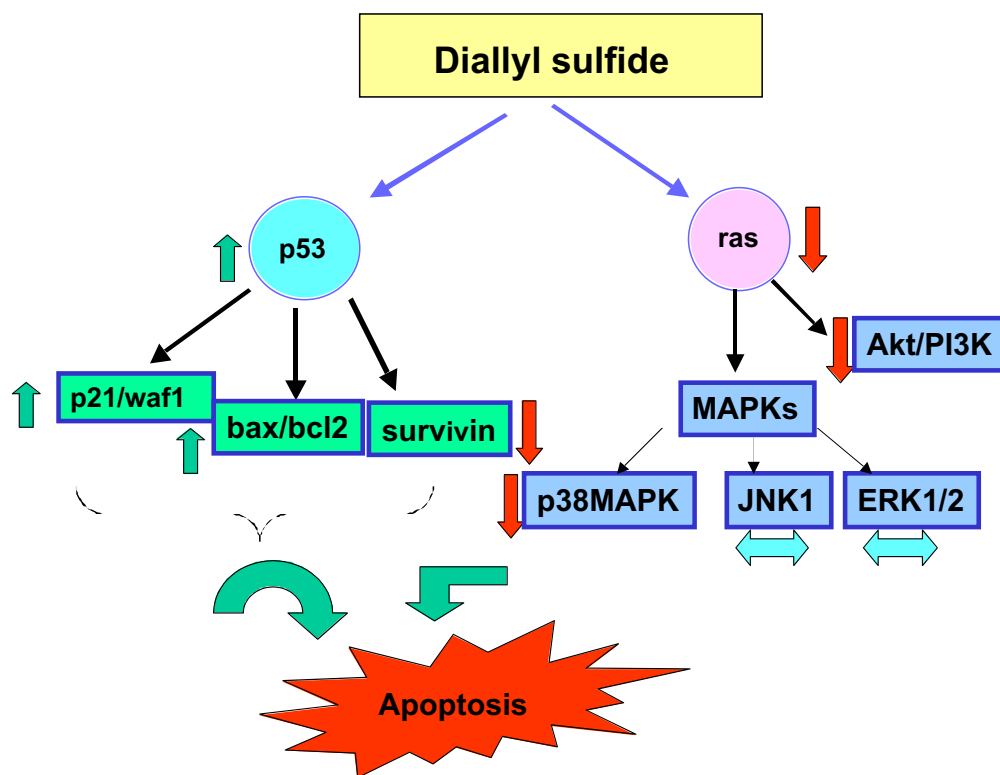 Diallyl sulfide
p53
ras
Akt/PI3K
p21/waf1
bax/bcl2
survivin
MAPKs
p38MAPK
JNK1
ERK1/2
Apoptosis